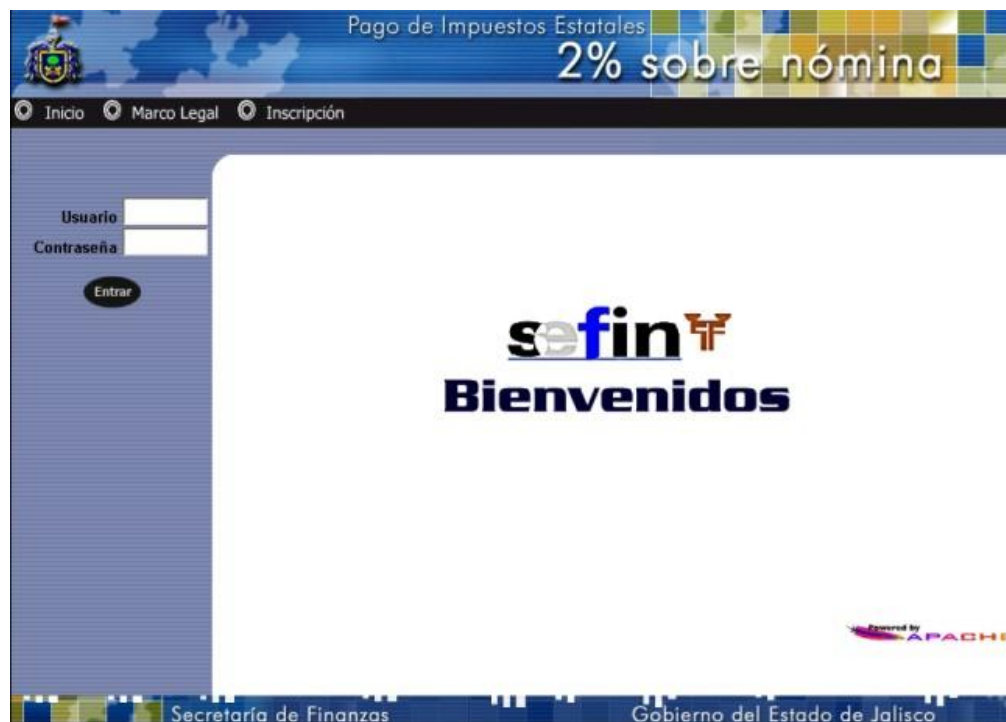 Pago de Impuestos Estatales
2% sobre nómina
Inicio Marco Legal Inscripción
Usuario
Contraseña
Entrar
sefin
Bienvenidos
Powered by
APACHE
Secretaría de Finanzas Gobierno del Estado de Jalisco